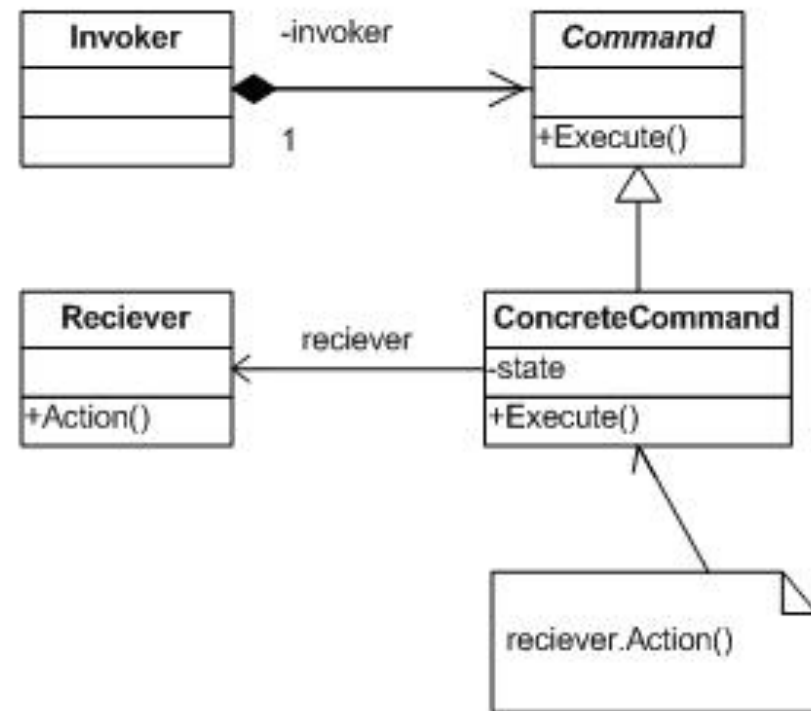 Invoker
-invoker
1
Command
+Execute()
Reciever
+Action()
reciever
ConcreteCommand
-state
+Execute()
reciever.Action()